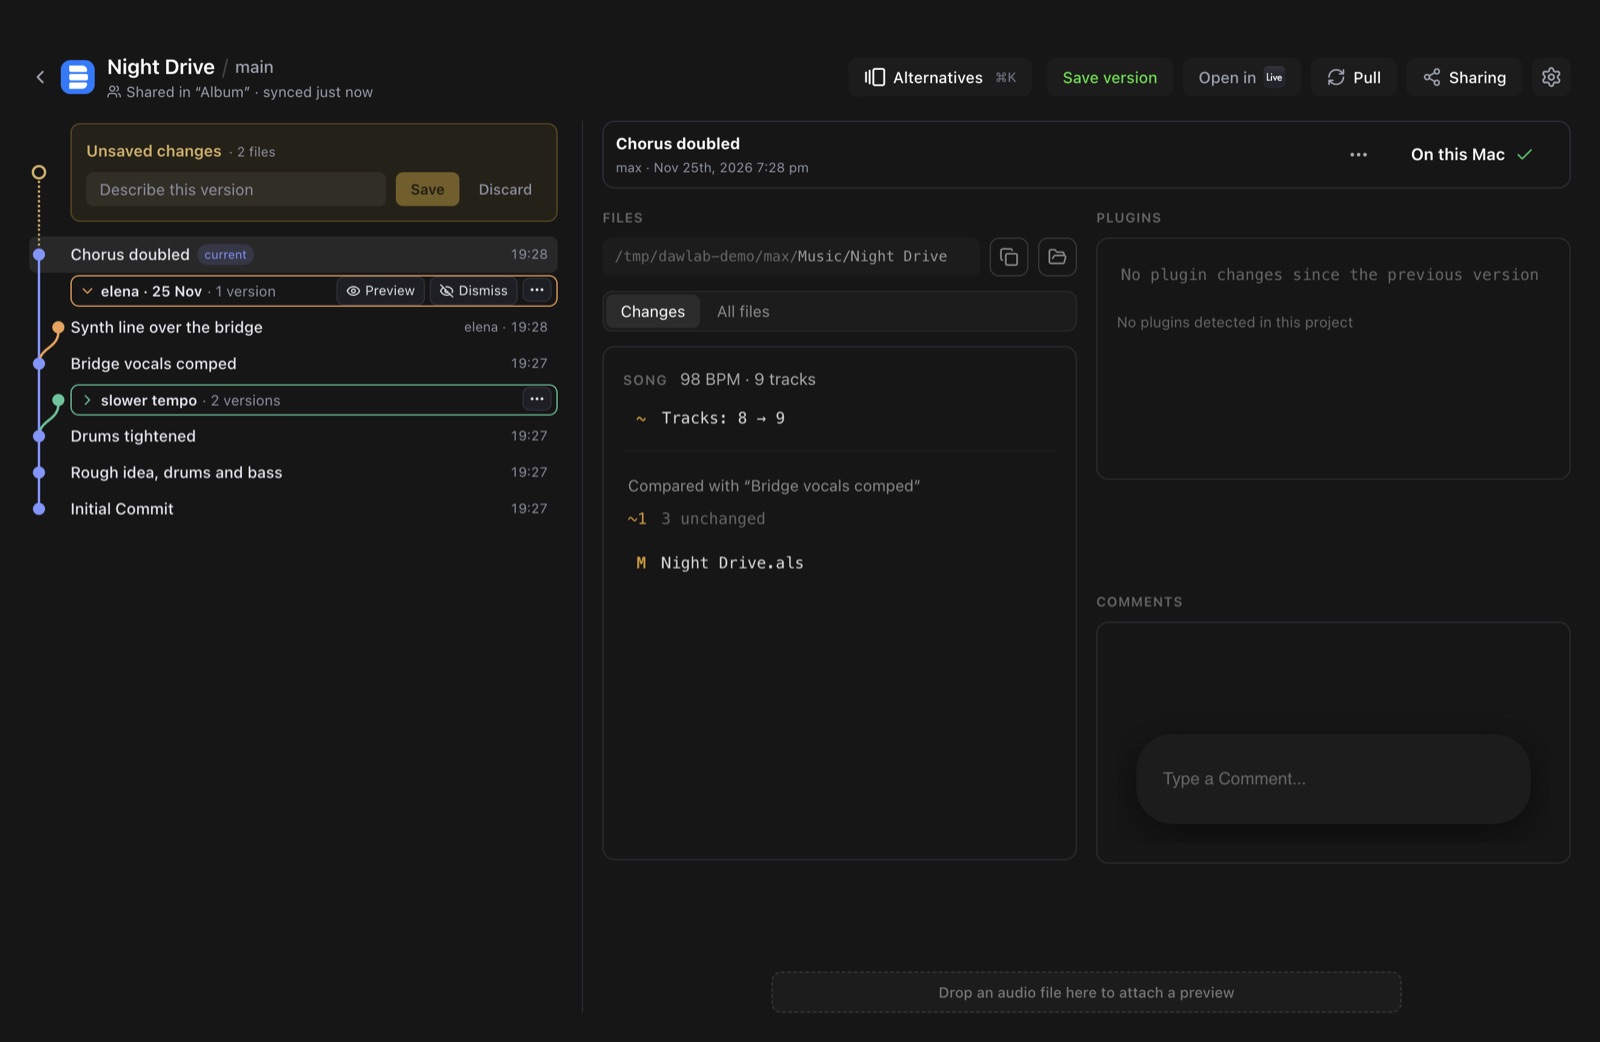 Night Drive / main
Shared in “Album” · synced just now
Alternatives ⌘K
Save version
Open in Live
Pull
Sharing
Unsaved changes · 2 files
Describe this version
Save
Discard
Chorus doubled current 19:28
elena · 25 Nov · 1 version Preview Dismiss ···
Synth line over the bridge elena · 19:28
Bridge vocals comped 19:27
slower tempo · 2 versions ···
Drums tightened 19:27
Rough idea, drums and bass 19:27
Initial Commit 19:27
Chorus doubled
max · Nov 25th, 2026 7:28 pm
··· On this Mac
FILES
/tmp/dawlab-demo/max/Music/Night Drive
Changes All files
SONG 98 BPM · 9 tracks
~ Tracks: 8 → 9
Compared with “Bridge vocals comped”
~1 3 unchanged
M Night Drive.als
PLUGINS
No plugin changes since the previous version
No plugins detected in this project
COMMENTS
Type a Comment...
Drop an audio file here to attach a preview